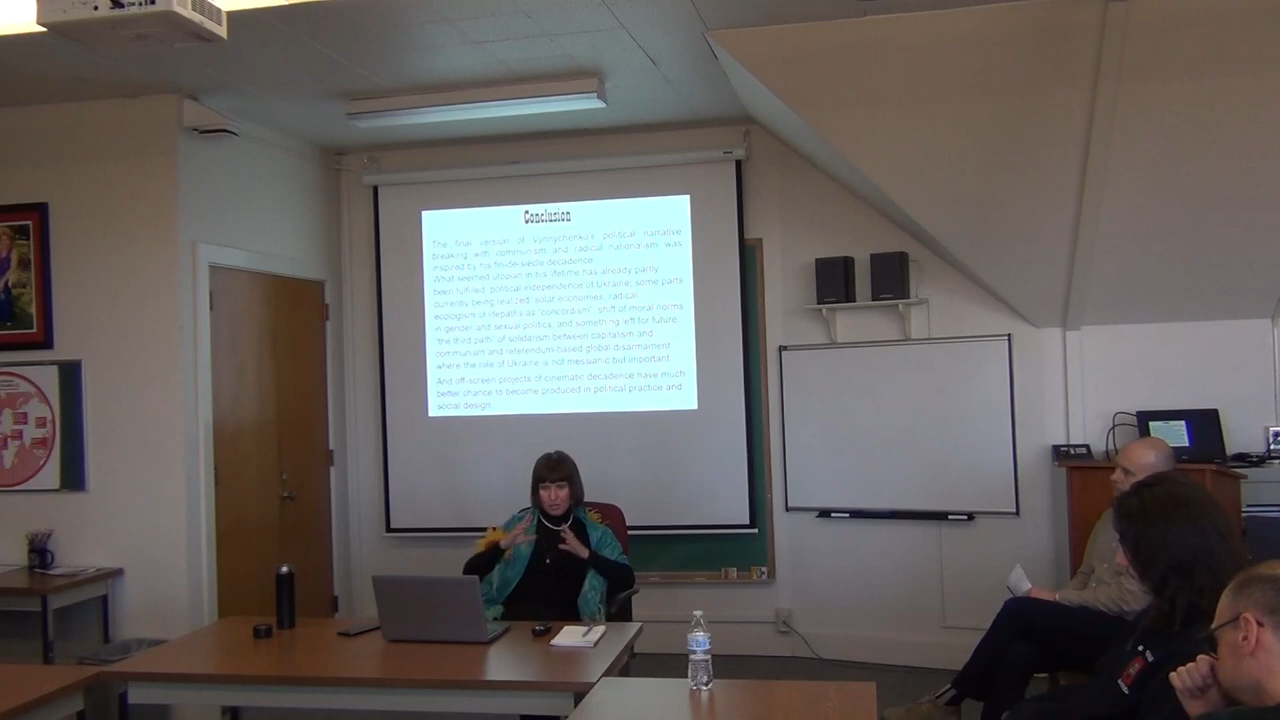 Conclusion
The final version of Vynnychenko's political narrative
breaking with communism and radical nationalism was
inspired by his fin-de-siècle decadence.
What seemed utopian in his lifetime has already partly
been fulfilled: political independence of Ukraine; some parts
currently being realized: solar economies, radical
ecologism of lifepaths as "concordism", shift of moral norms
in gender and sexual politics, and something left for future:
"the third path" of solidarism between capitalism and
communism and referendum-based global disarmament
where the role of Ukraine is not messianic but important.
And off-screen projects of cinematic decadence have much
better chance to become produced in political practice and
social design.